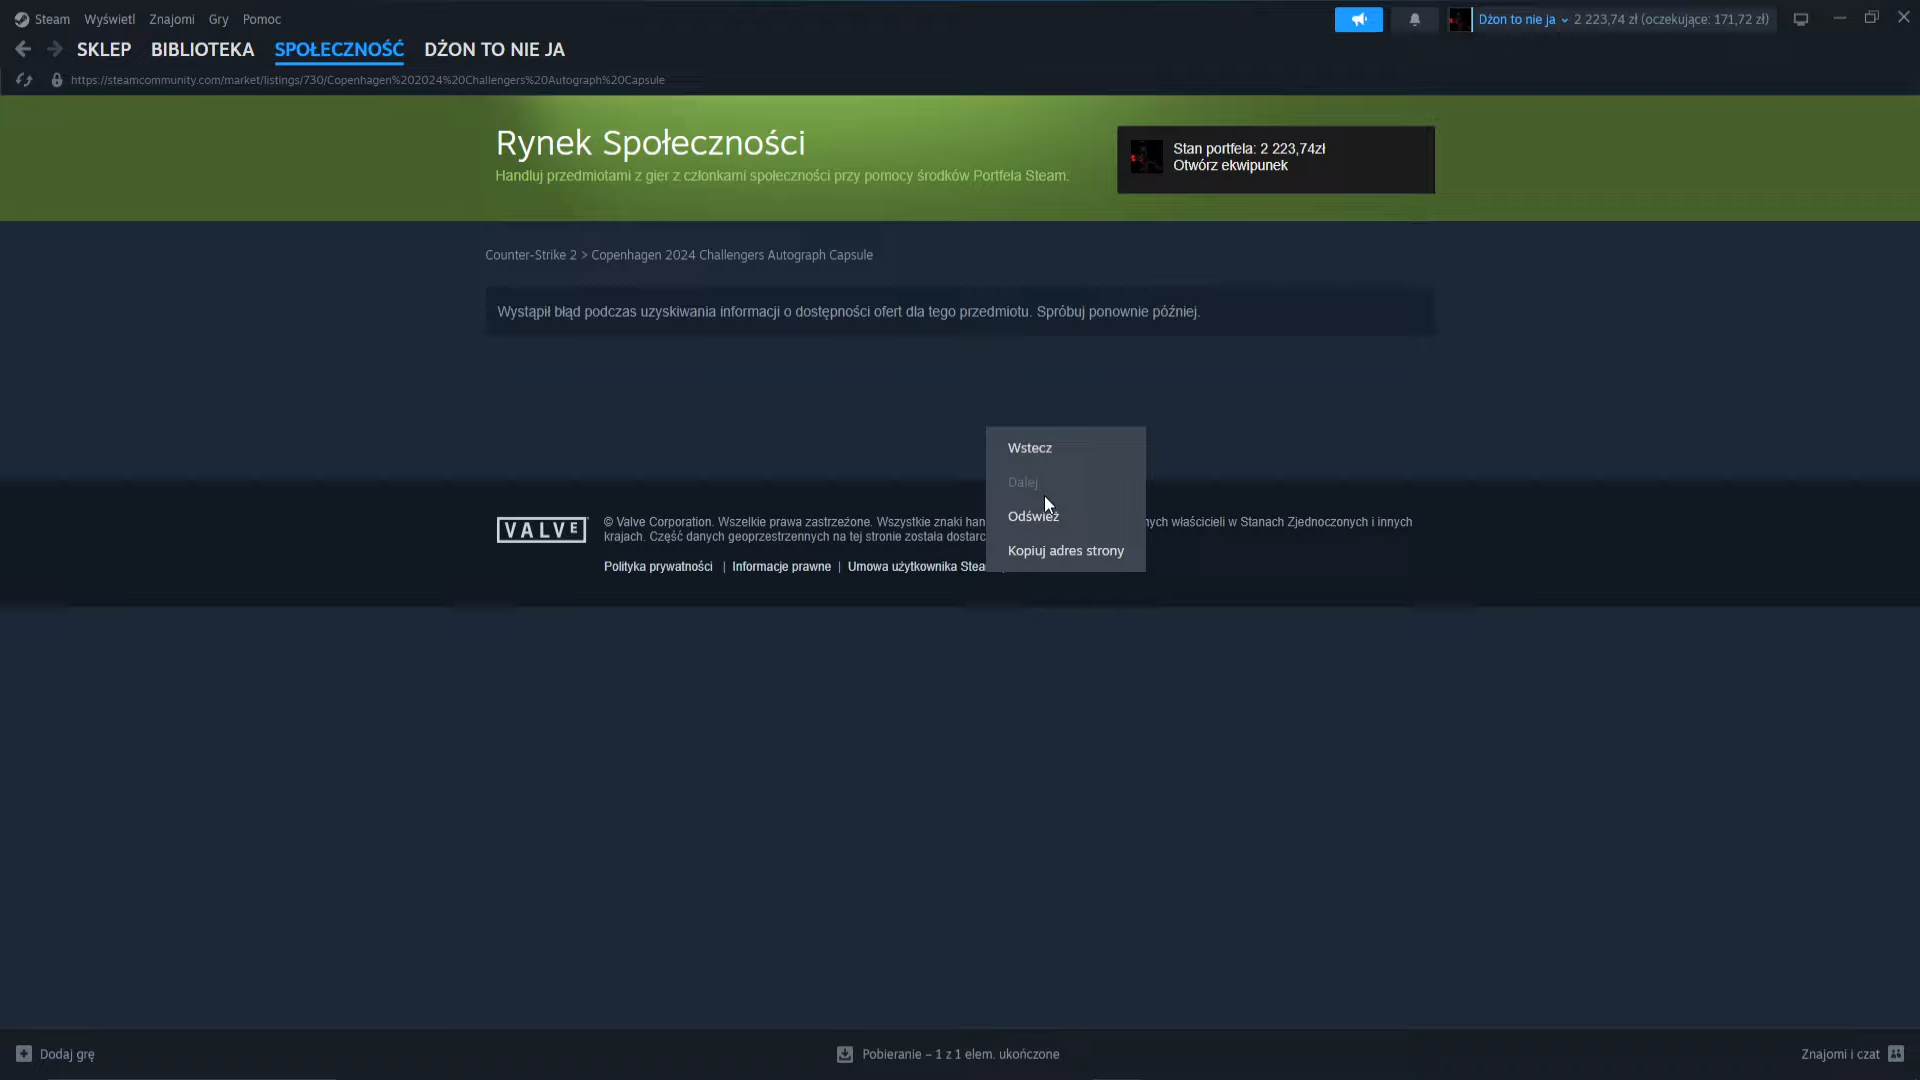 Steam Wyświetl Znajomi Gry Pomoc
Dżon to nie ja 2 223,74 zł (oczekujące: 171,72 zł)
SKLEP BIBLIOTEKA SPOŁECZNOŚĆ DŻON TO NIE JA
https://steamcommunity.com/market/listings/730/Copenhagen%202024%20Challengers%20Autograph%20Capsule
Rynek Społeczności
Handluj przedmiotami z gier z członkami społeczności przy pomocy środków Portfela Steam.
Stan portfela: 2 223,74zł
Otwórz ekwipunek
Counter-Strike 2 > Copenhagen 2024 Challengers Autograph Capsule
Wystąpił błąd podczas uzyskiwania informacji o dostępności ofert dla tego przedmiotu. Spróbuj ponownie później.
Wstecz
Dalej
Odśwież
Kopiuj adres strony
VALVE
© Valve Corporation. Wszelkie prawa zastrzeżone. Wszystkie znaki han nych właścicieli w Stanach Zjednoczonych i innych
krajach. Część danych geoprzestrzennych na tej stronie została dostarc
Polityka prywatności | Informacje prawne | Umowa użytkownika Stea
Dodaj grę
Pobieranie – 1 z 1 elem. ukończone
Znajomi i czat